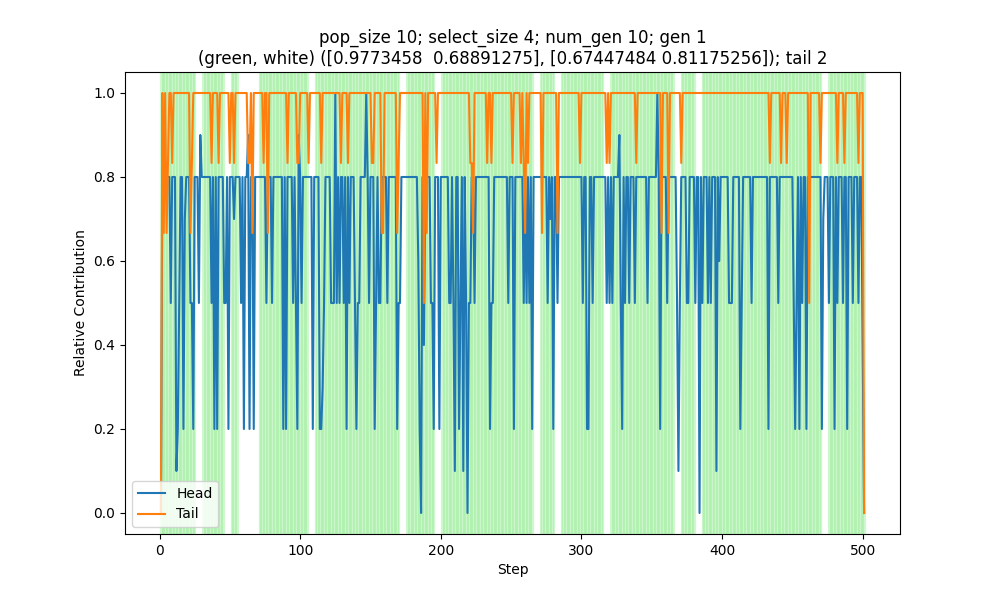 pop_size 10; select_size 4; num_gen 10; gen 1
(green, white) ([0.9773458  0.68891275], [0.67447484 0.81175256]); tail 2
1.0
0.8
0.6
0.4
0.2
0.0
Relative Contribution
Head
Tail
0
100
200
300
400
500
Step